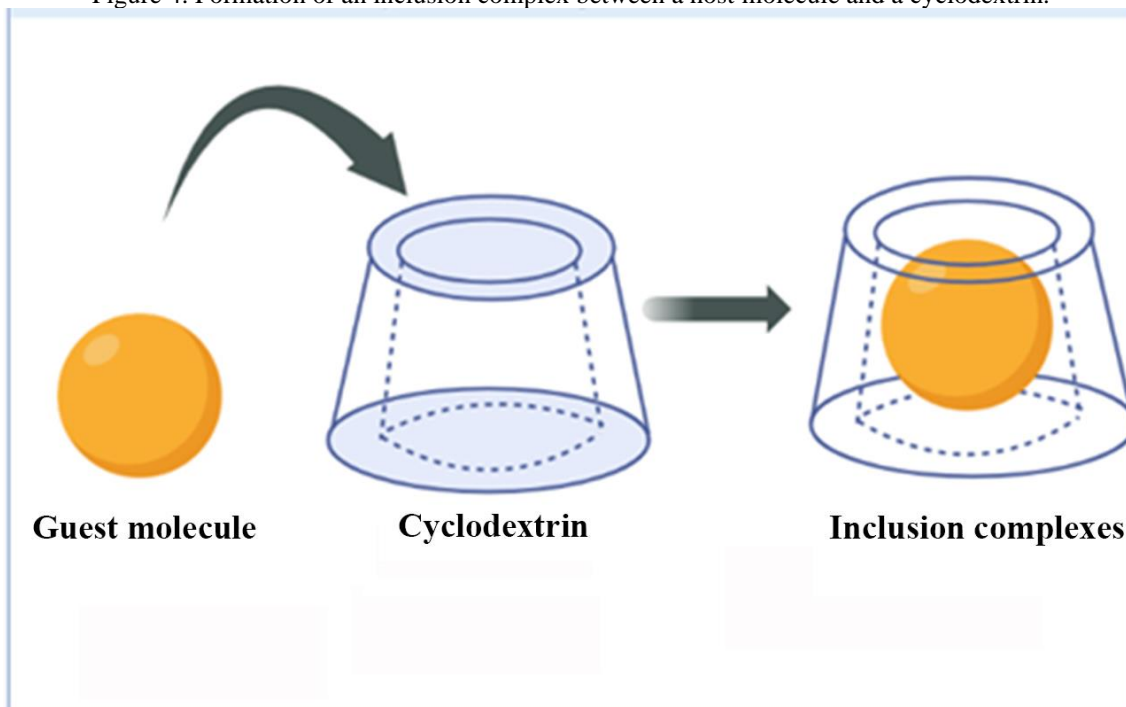 Figure 4. Formation of an inclusion complex between a host molecule and a cyclodextrin.
Guest molecule
Cyclodextrin
Inclusion complexes